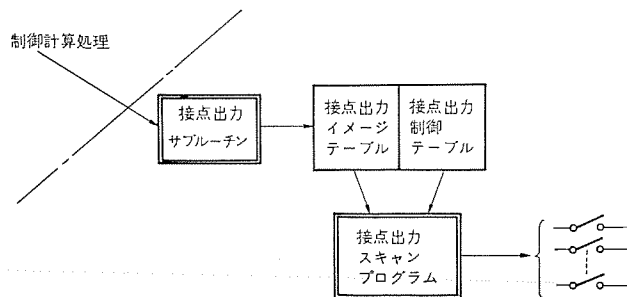 制御計算処理
接点出力
サブルーチン
接点出力
イメージ
テーブル
接点出力
制御
テーブル
接点出力
スキャン
プログラム